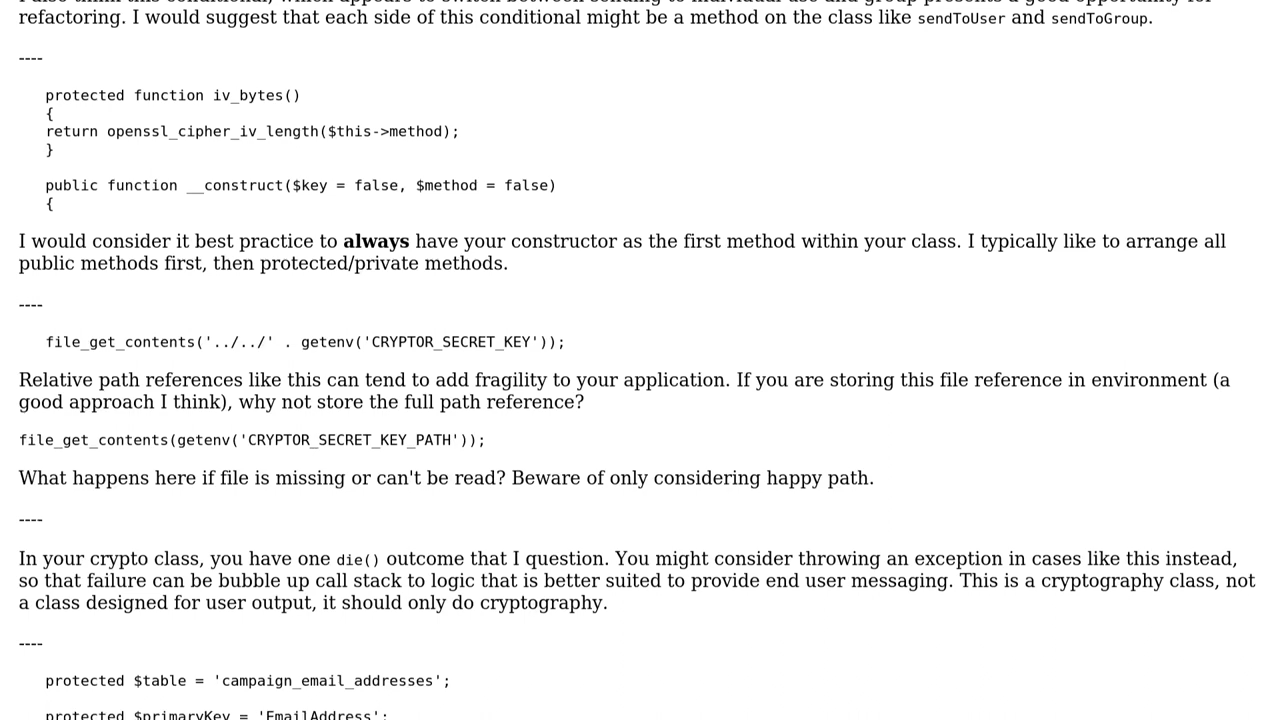 refactoring. I would suggest that each side of this conditional might be a method on the class like sendToUser and sendToGroup.
----
protected function iv_bytes()
{
return openssl_cipher_iv_length($this->method);
}
public function __construct($key = false, $method = false)
{
I would consider it best practice to always have your constructor as the first method within your class. I typically like to arrange all
public methods first, then protected/private methods.
----
file_get_contents('../../' . getenv('CRYPTOR_SECRET_KEY'));
Relative path references like this can tend to add fragility to your application. If you are storing this file reference in environment (a
good approach I think), why not store the full path reference?
file_get_contents(getenv('CRYPTOR_SECRET_KEY_PATH'));
What happens here if file is missing or can't be read? Beware of only considering happy path.
----
In your crypto class, you have one die() outcome that I question. You might consider throwing an exception in cases like this instead,
so that failure can be bubble up call stack to logic that is better suited to provide end user messaging. This is a cryptography class, not
a class designed for user output, it should only do cryptography.
----
protected $table = 'campaign_email_addresses';
protected $primaryKey = 'EmailAddress';